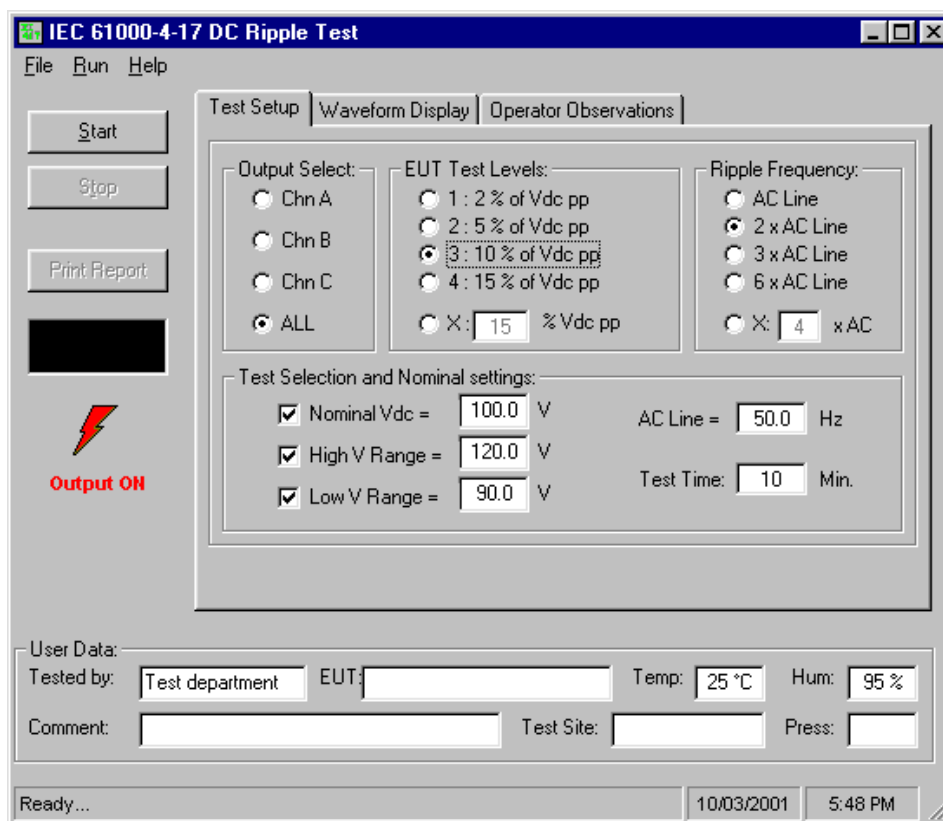 IEC 61000-4-17 DC Ripple Test
File Run Help
Start
Stop
Print Report
Output ON
Test Setup
Waveform Display
Operator Observations
Output Select:
Chn A
Chn B
Chn C
ALL
EUT Test Levels:
1 : 2 % of Vdc pp
2 : 5 % of Vdc pp
3 : 10 % of Vdc pp
4 : 15 % of Vdc pp
X : 15 % Vdc pp
Ripple Frequency:
AC Line
2 x AC Line
3 x AC Line
6 x AC Line
X: 4 x AC
Test Selection and Nominal settings:
Nominal Vdc = 100.0 V
High V Range = 120.0 V
Low V Range = 90.0 V
AC Line = 50.0 Hz
Test Time: 10 Min.
User Data:
Tested by: Test department EUT: Temp: 25 °C Hum: 95 %
Comment: Test Site: Press:
Ready... 10/03/2001 5:48 PM